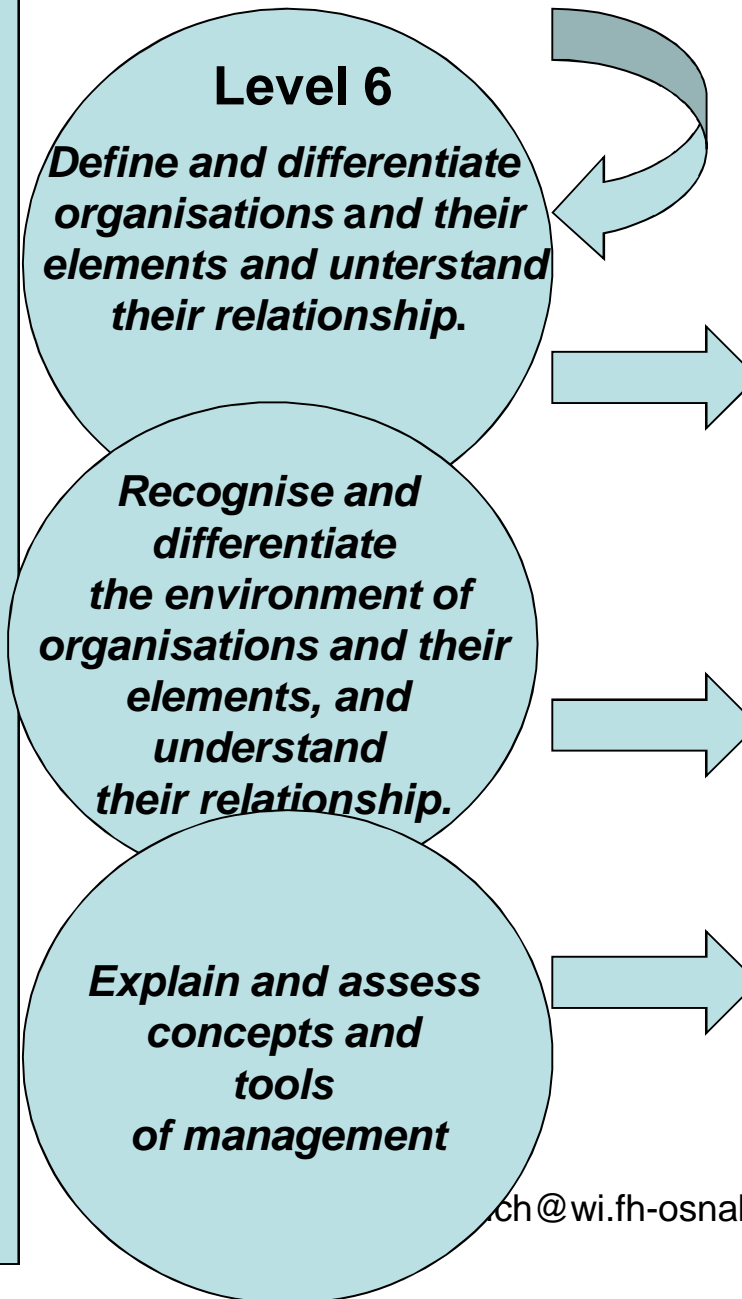 Level 6
Define and differentiate
organisations and their
elements and unterstand
their relationship.
Recognise and
differentiate
the environment of
organisations and their
elements, and
understand
their relationship.
Explain and assess
concepts and
tools
of management
ch@wi.fh-osnal